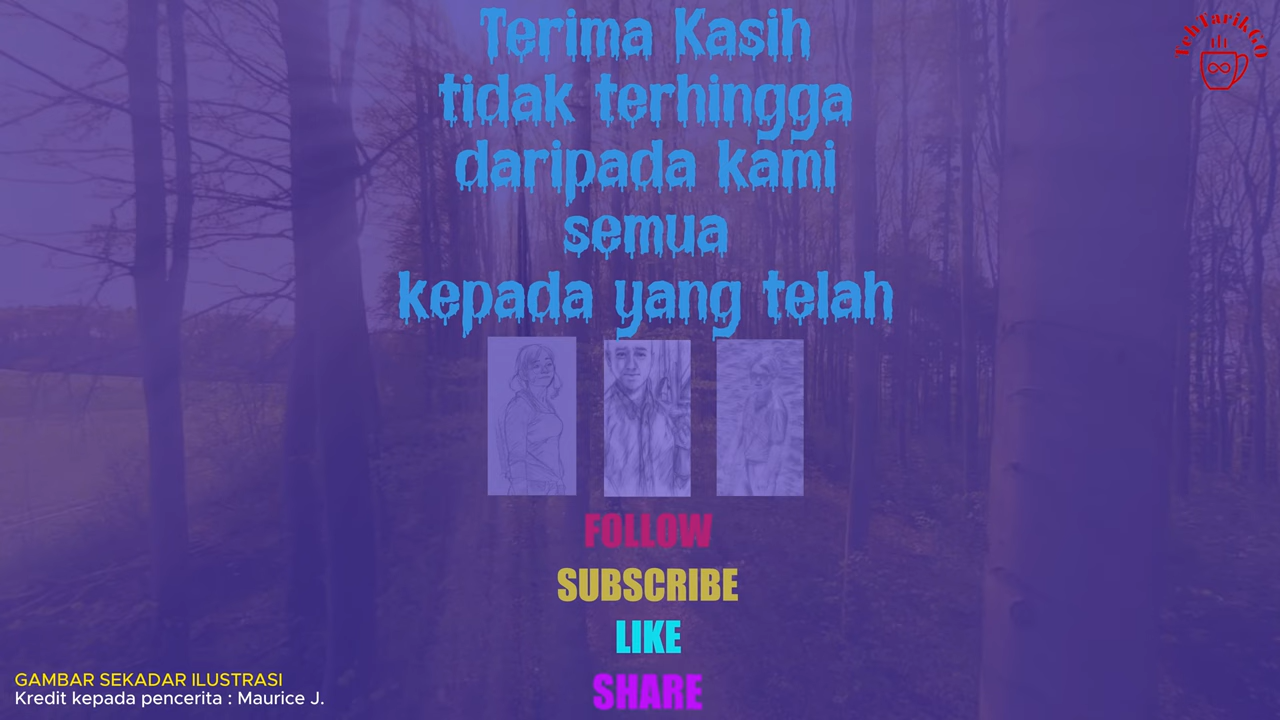 Terima Kasih
tidak terhingga
daripada kami
semua
kepada yang telah
FOLLOW
SUBSCRIBE
LIKE
SHARE
TehTarikGO
GAMBAR SEKADAR ILUSTRASI
Kredit kepada pencerita : Maurice J.